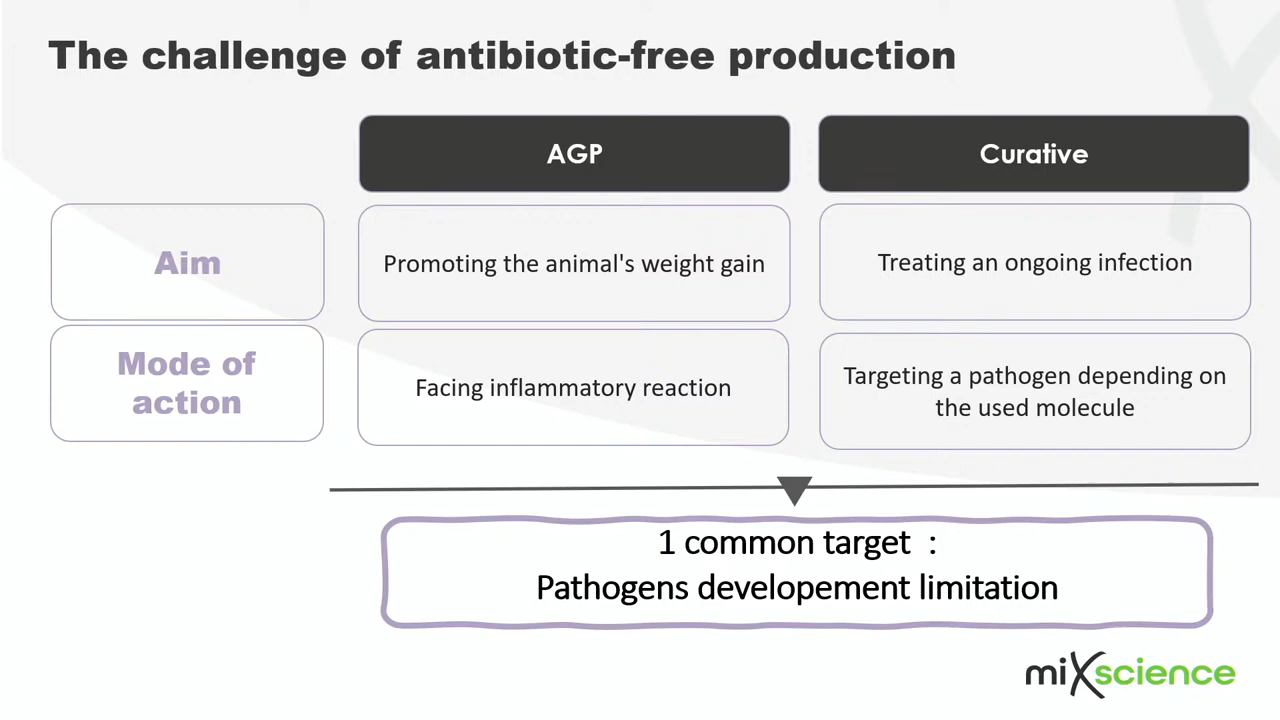 The challenge of antibiotic-free production
AGP
Curative
Aim
Promoting the animal's weight gain
Treating an ongoing infection
Mode of
action
Facing inflammatory reaction
Targeting a pathogen depending on
the used molecule
1 common target  :
Pathogens developement limitation
miXscience